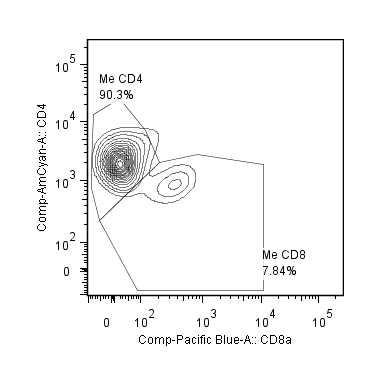 10^5
Me CD4
90.3%
10^4
10^3
10^2
0
Comp-AmCyan-A:: CD4
Me CD8
7.84%
0 10^2 10^3 10^4 10^5
Comp-Pacific Blue-A:: CD8a